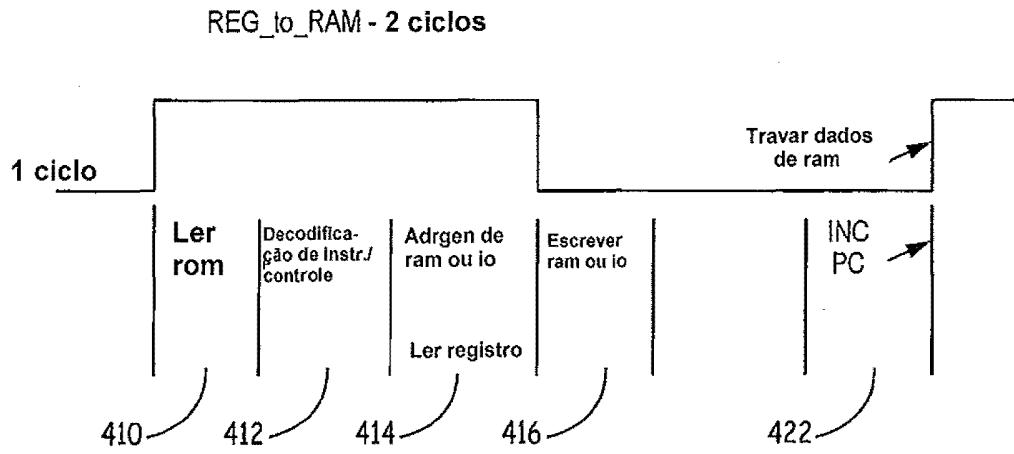 REG_to_RAM - 2 ciclos
1 ciclo
Travar dados
de ram
Ler
rom
Decodifica-
ção de instr./
controle
Adrgen de
ram ou io
Ler registro
Escrever
ram ou io
INC
PC
410
412
414
416
422